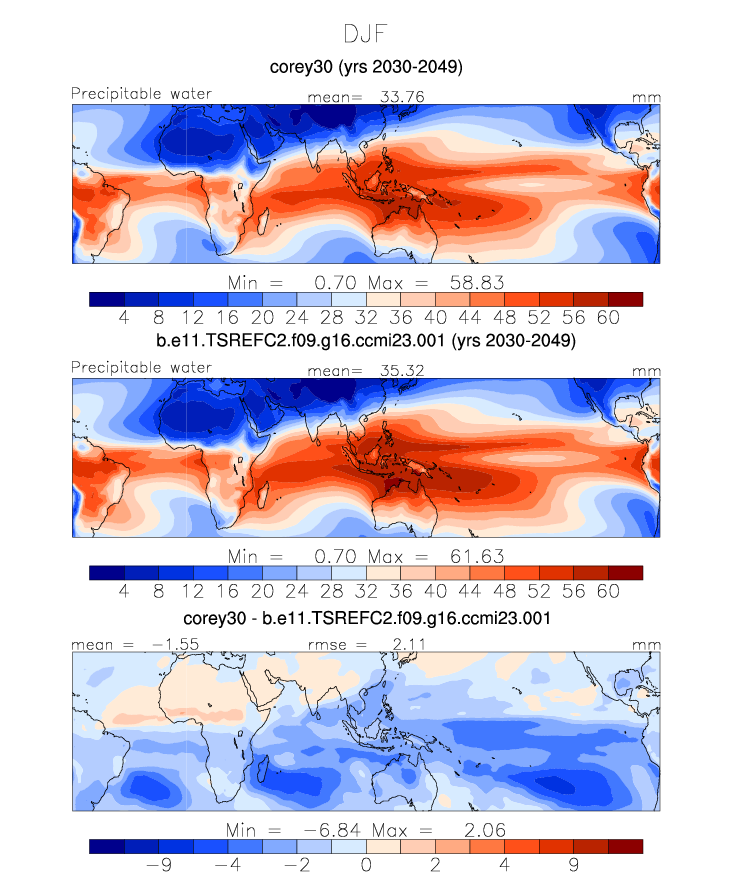 DJF
corey30 (yrs 2030-2049)
Precipitable water mean= 33.76 mm
Min = 0.70 Max = 58.83
4 8 12 16 20 24 28 32 36 40 44 48 52 56 60
b.e11.TSREFC2.f09.g16.ccmi23.001 (yrs 2030-2049)
Precipitable water mean= 35.32 mm
Min = 0.70 Max = 61.63
4 8 12 16 20 24 28 32 36 40 44 48 52 56 60
corey30 - b.e11.TSREFC2.f09.g16.ccmi23.001
mean = -1.55 rmse = 2.11 mm
Min = -6.84 Max = 2.06
-9 -4 -2 0 2 4 9